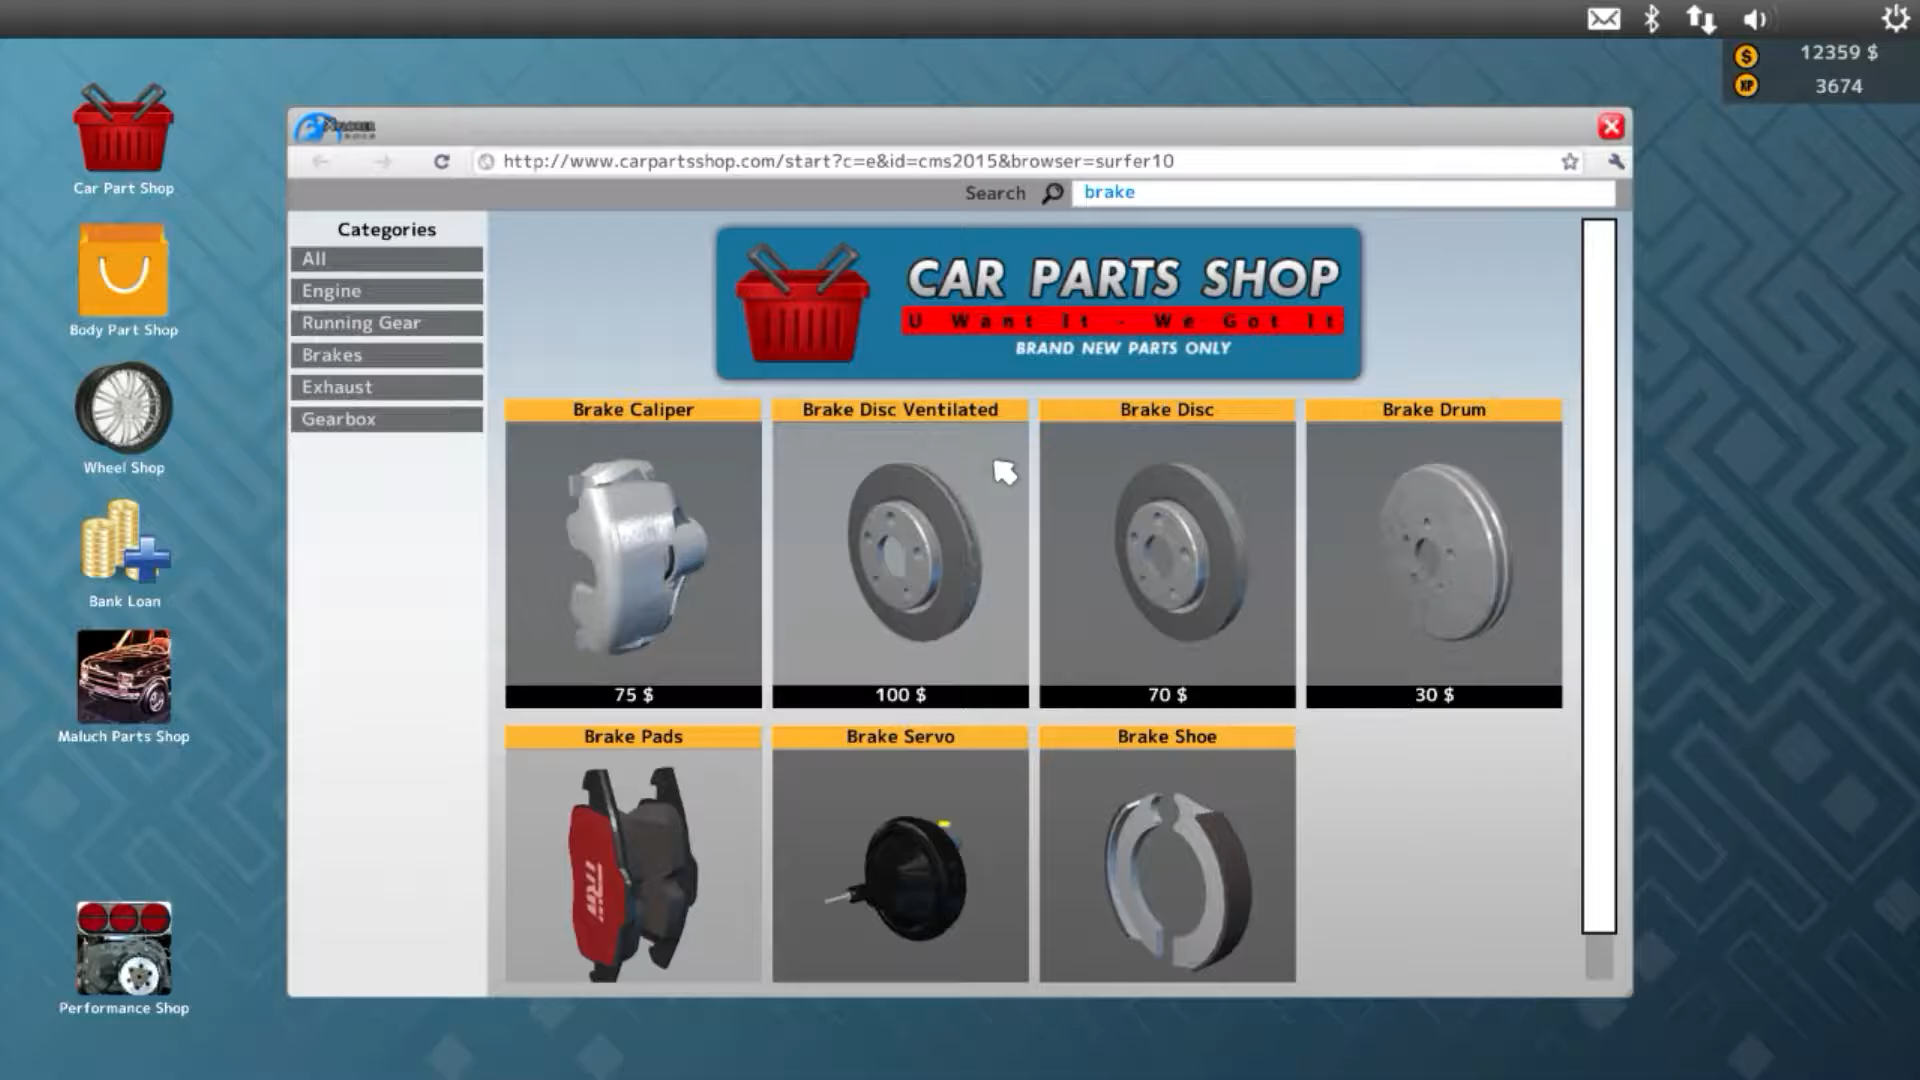 12359 $
3674
Car Part Shop
Body Part Shop
Wheel Shop
Bank Loan
Maluch Parts Shop
Performance Shop
http://www.carpartsshop.com/start?c=e&id=cms2015&browser=surfer10
Search
brake
Categories
All
Engine
Running Gear
Brakes
Exhaust
Gearbox
CAR PARTS SHOP
U Want It - We Got It
BRAND NEW PARTS ONLY
Brake Caliper
Brake Disc Ventilated
Brake Disc
Brake Drum
75 $
100 $
70 $
30 $
Brake Pads
Brake Servo
Brake Shoe
TRW